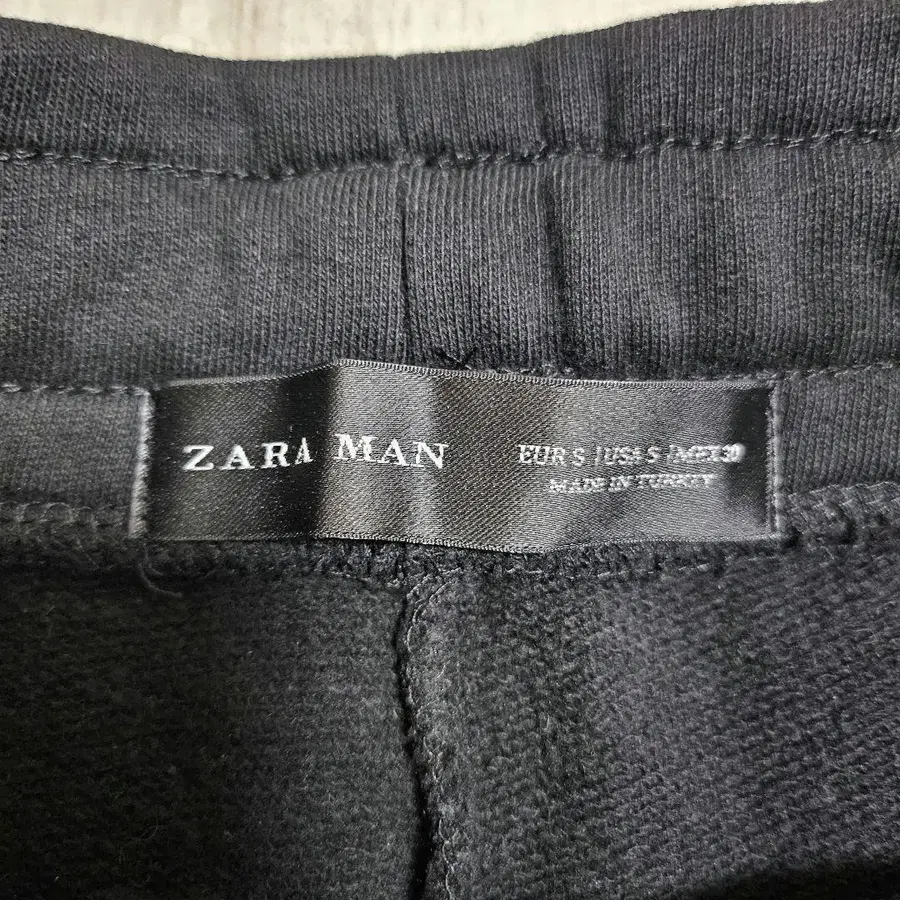 ZARA MAN
EUR S | USA S | MEX 30
MADE IN TURKEY